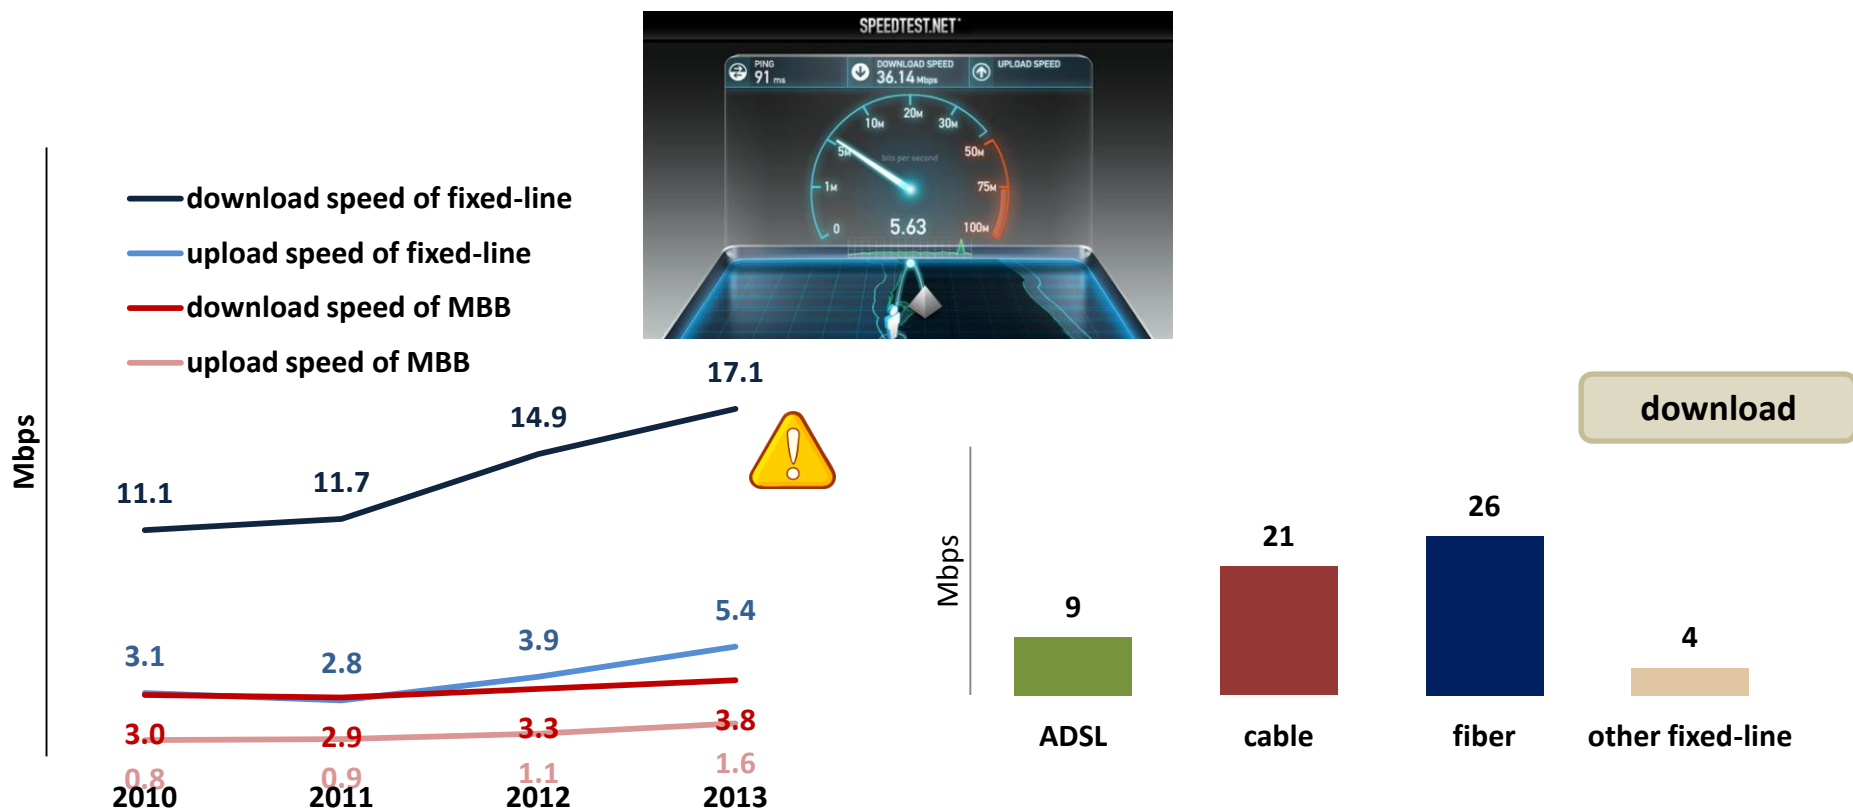 SPEEDTEST.NET
PING
91 ms
DOWNLOAD SPEED
36.14 Mbps
UPLOAD SPEED
0
1M
5M
10M
20M
30M
50M
75M
100M
bits per second
5.63
Mbps
download speed of fixed-line
upload speed of fixed-line
download speed of MBB
upload speed of MBB
11.1
11.7
14.9
17.1
3.1
2.8
3.9
5.4
3.0
2.9
3.3
3.8
0.8
0.9
1.1
1.6
2010
2011
2012
2013
!
download
Mbps
9
21
26
4
ADSL
cable
fiber
other fixed-line